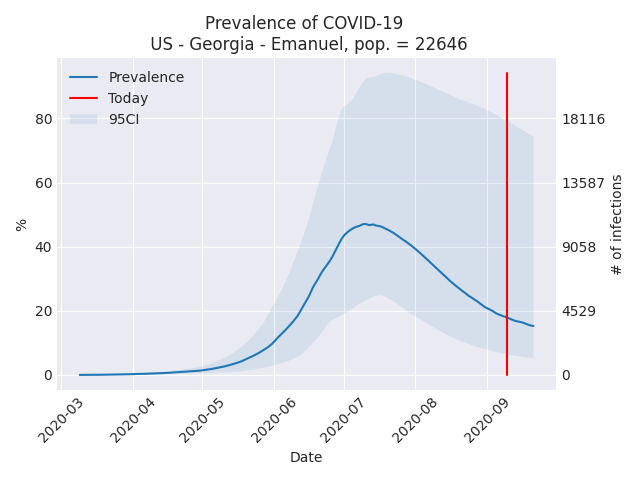 Prevalence of COVID-19
US - Georgia - Emanuel, pop. = 22646
Prevalence
Today
95CI
%
80
60
40
20
0
18116
13587
9058
4529
0
# of infections
2020-03
2020-04
2020-05
2020-06
2020-07
2020-08
2020-09
Date